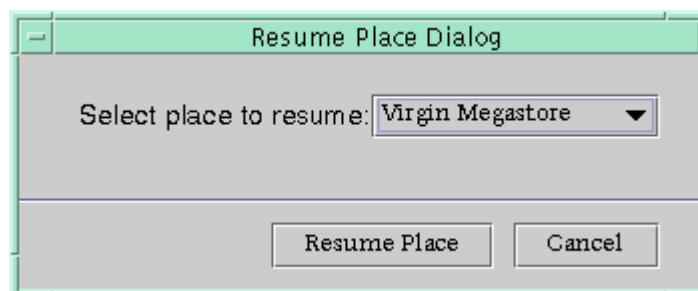 Resume Place Dialog
Select place to resume: Virgin Megastore
Resume Place Cancel